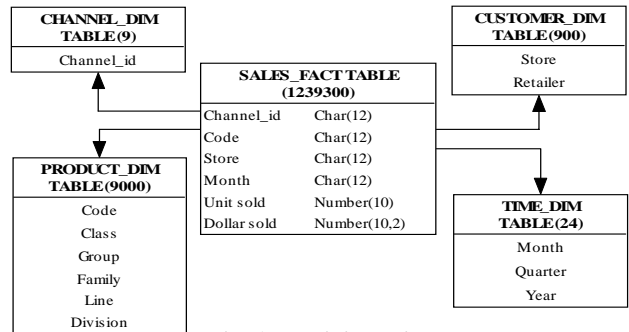 CHANNEL_DIM
TABLE(9)
Channel_id
CUSTOMER_DIM
TABLE(900)
Store
Retailer
SALES_FACT TABLE
(1239300)
Channel_id Char(12)
Code Char(12)
Store Char(12)
Month Char(12)
Unit sold Number(10)
Dollar sold Number(10,2)
PRODUCT_DIM
TABLE(9000)
Code
Class
Group
Family
Line
Division
TIME_DIM
TABLE(24)
Month
Quarter
Year